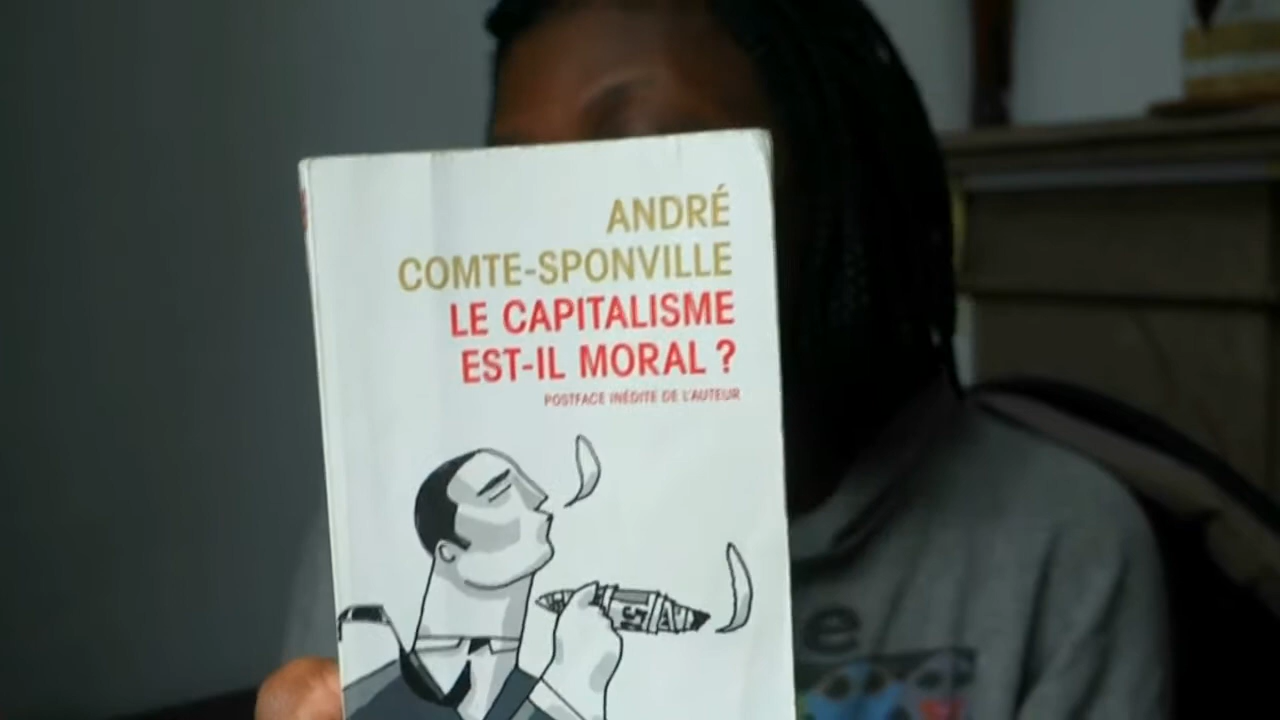 ANDRÉ
COMTE-SPONVILLE
LE CAPITALISME
EST-IL MORAL ?
POSTFACE INÉDITE DE L'AUTEUR
e